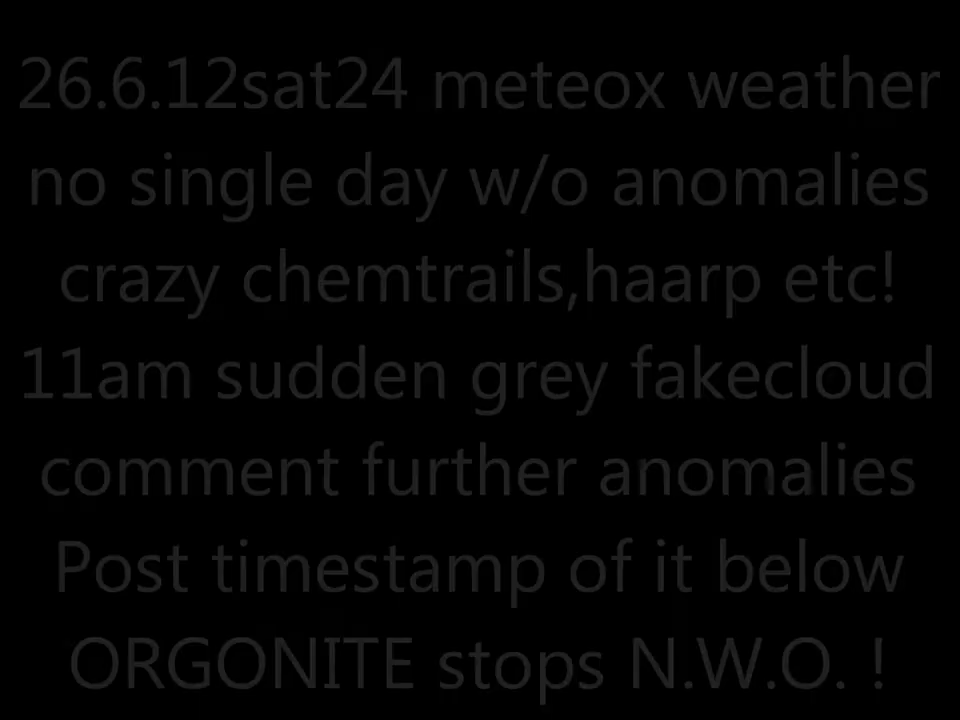 26.6.12sat24 meteox weather
no single day w/o anomalies
crazy chemtrails,haarp etc!
11am sudden grey fakecloud
comment further anomalies
Post timestamp of it below
ORGONITE stops N.W.O. !